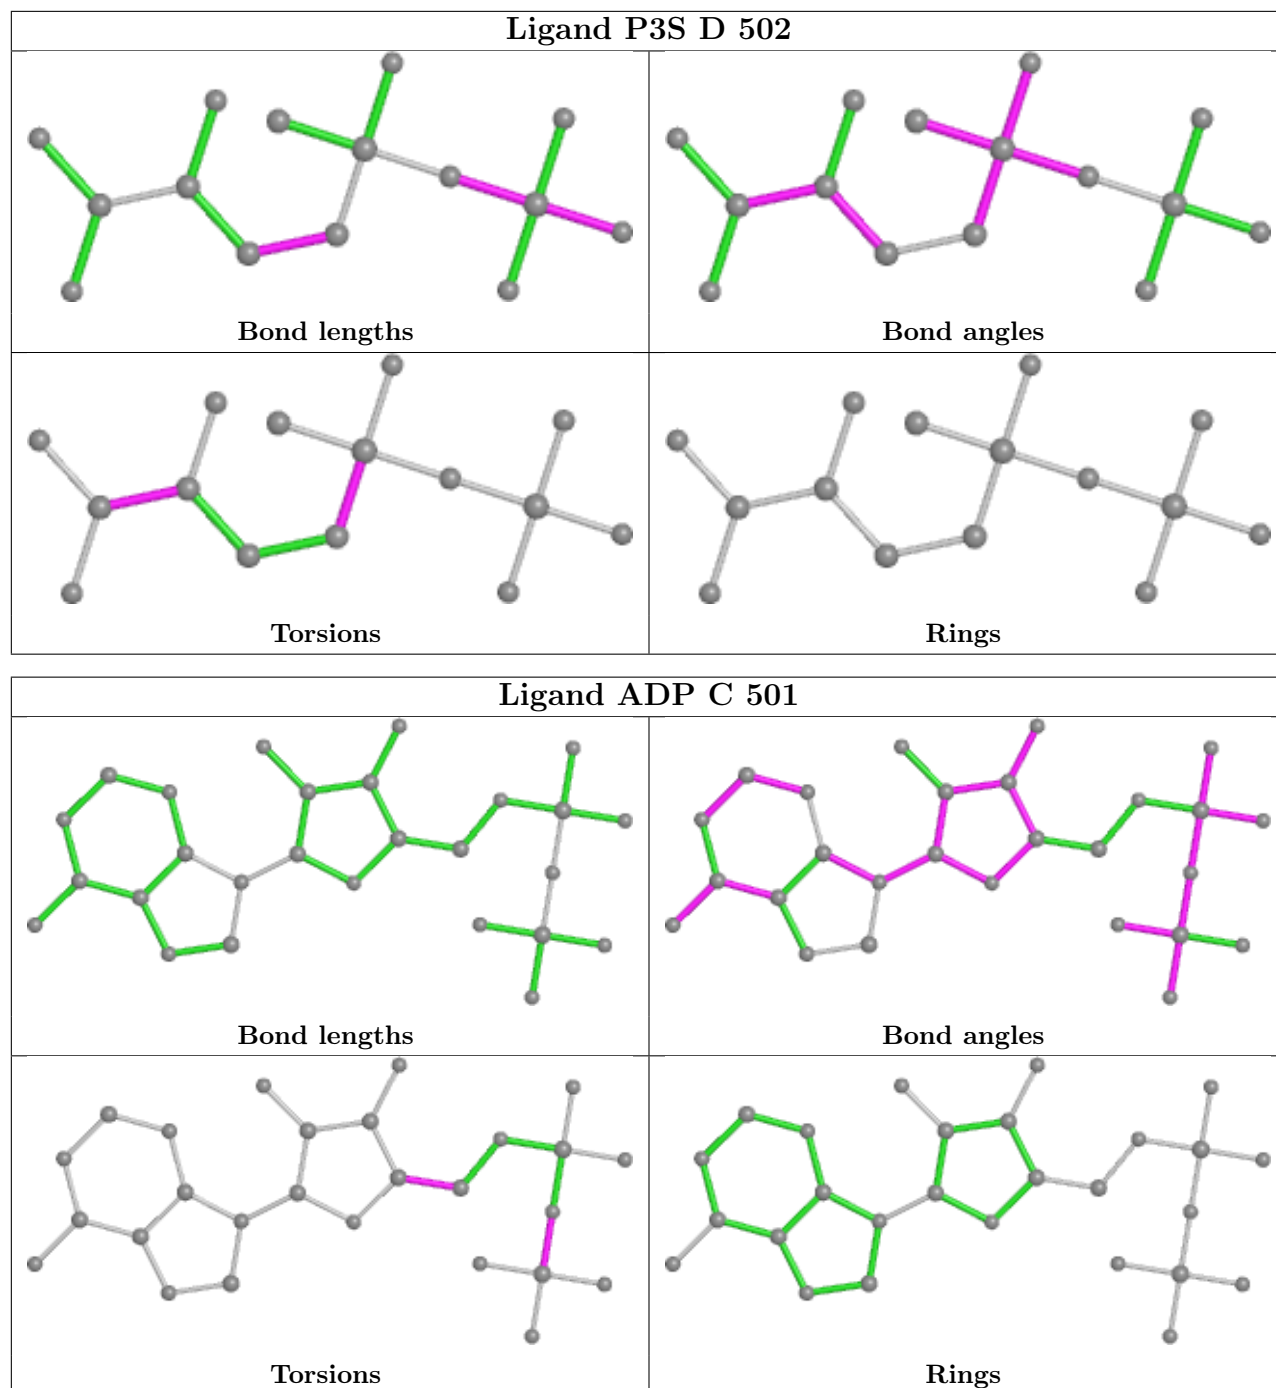 Ligand P3S D 502
Bond lengths
Bond angles
Torsions
Rings
Ligand ADP C 501
Bond lengths
Bond angles
Torsions
Rings